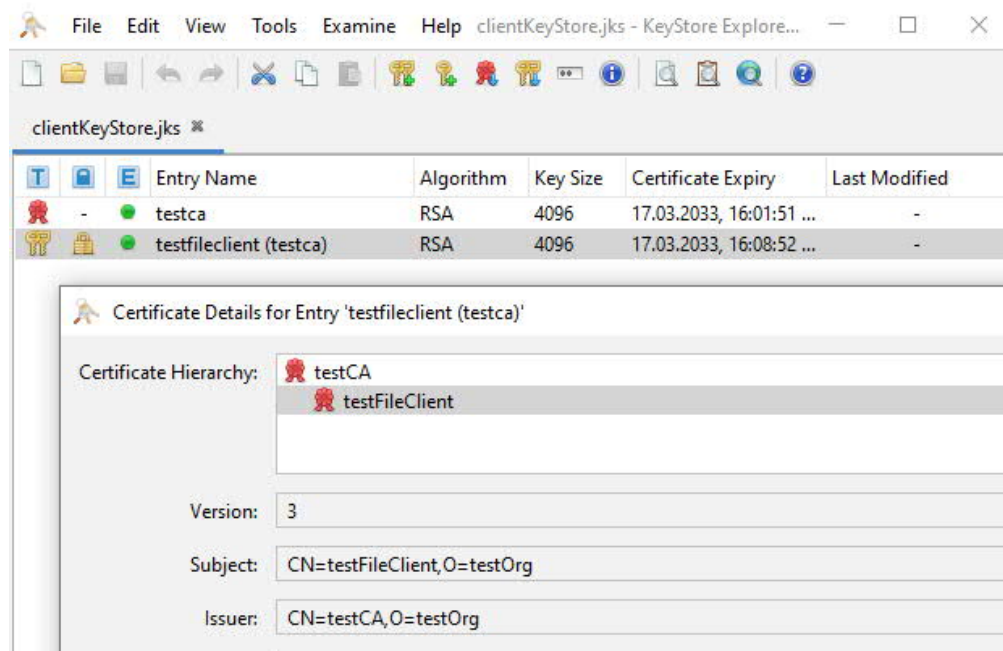 File Edit View Tools Examine Help clientKeyStore.jks - KeyStore Explore...
clientKeyStore.jks
T E Entry Name Algorithm Key Size Certificate Expiry Last Modified
- testca RSA 4096 17.03.2033, 16:01:51 ... -
testfileclient (testca) RSA 4096 17.03.2033, 16:08:52 ... -
Certificate Details for Entry 'testfileclient (testca)'
Certificate Hierarchy: testCA
testFileClient
Version: 3
Subject: CN=testFileClient,O=testOrg
Issuer: CN=testCA,O=testOrg